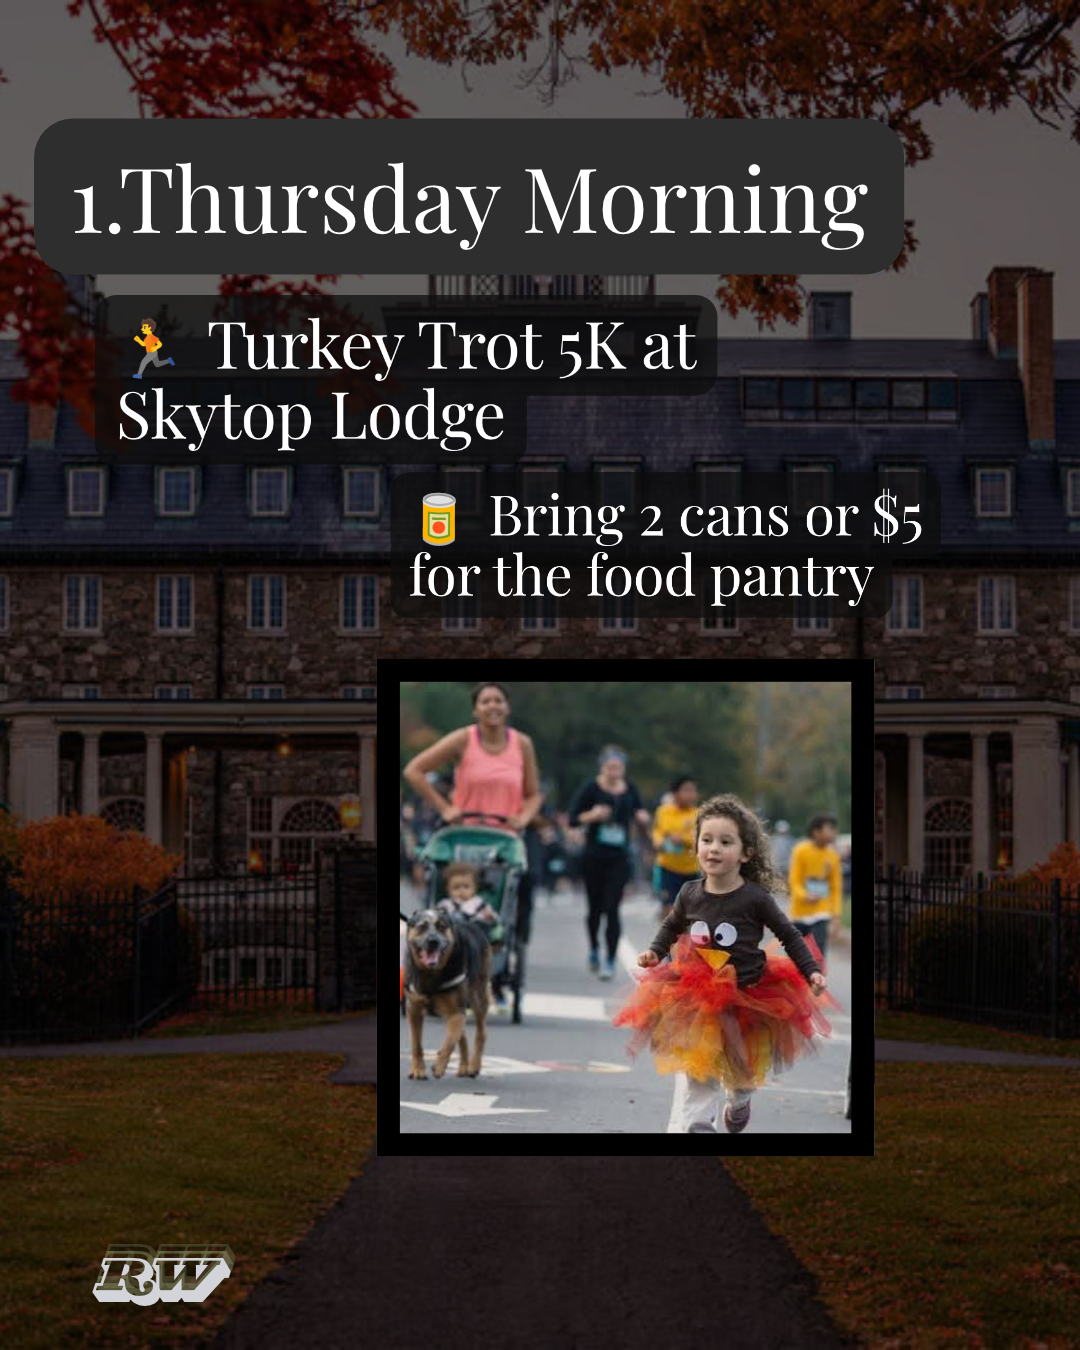 1.Thursday Morning
🏃 Turkey Trot 5K at
Skytop Lodge
🥫 Bring 2 cans or $5
for the food pantry
RW